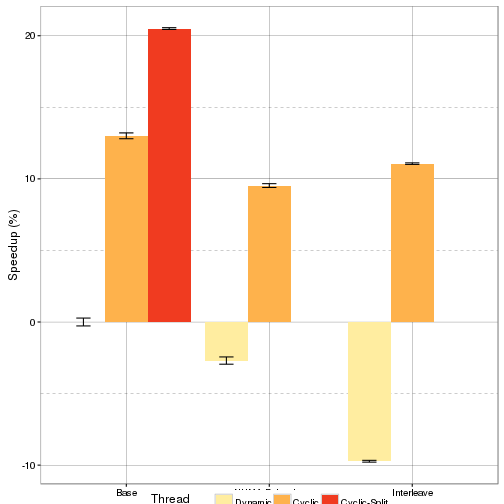 20
10
0
-10
Speedup (%)
Base
Interleave
Thread
Dynamic
Cyclic
Cyclic-Split